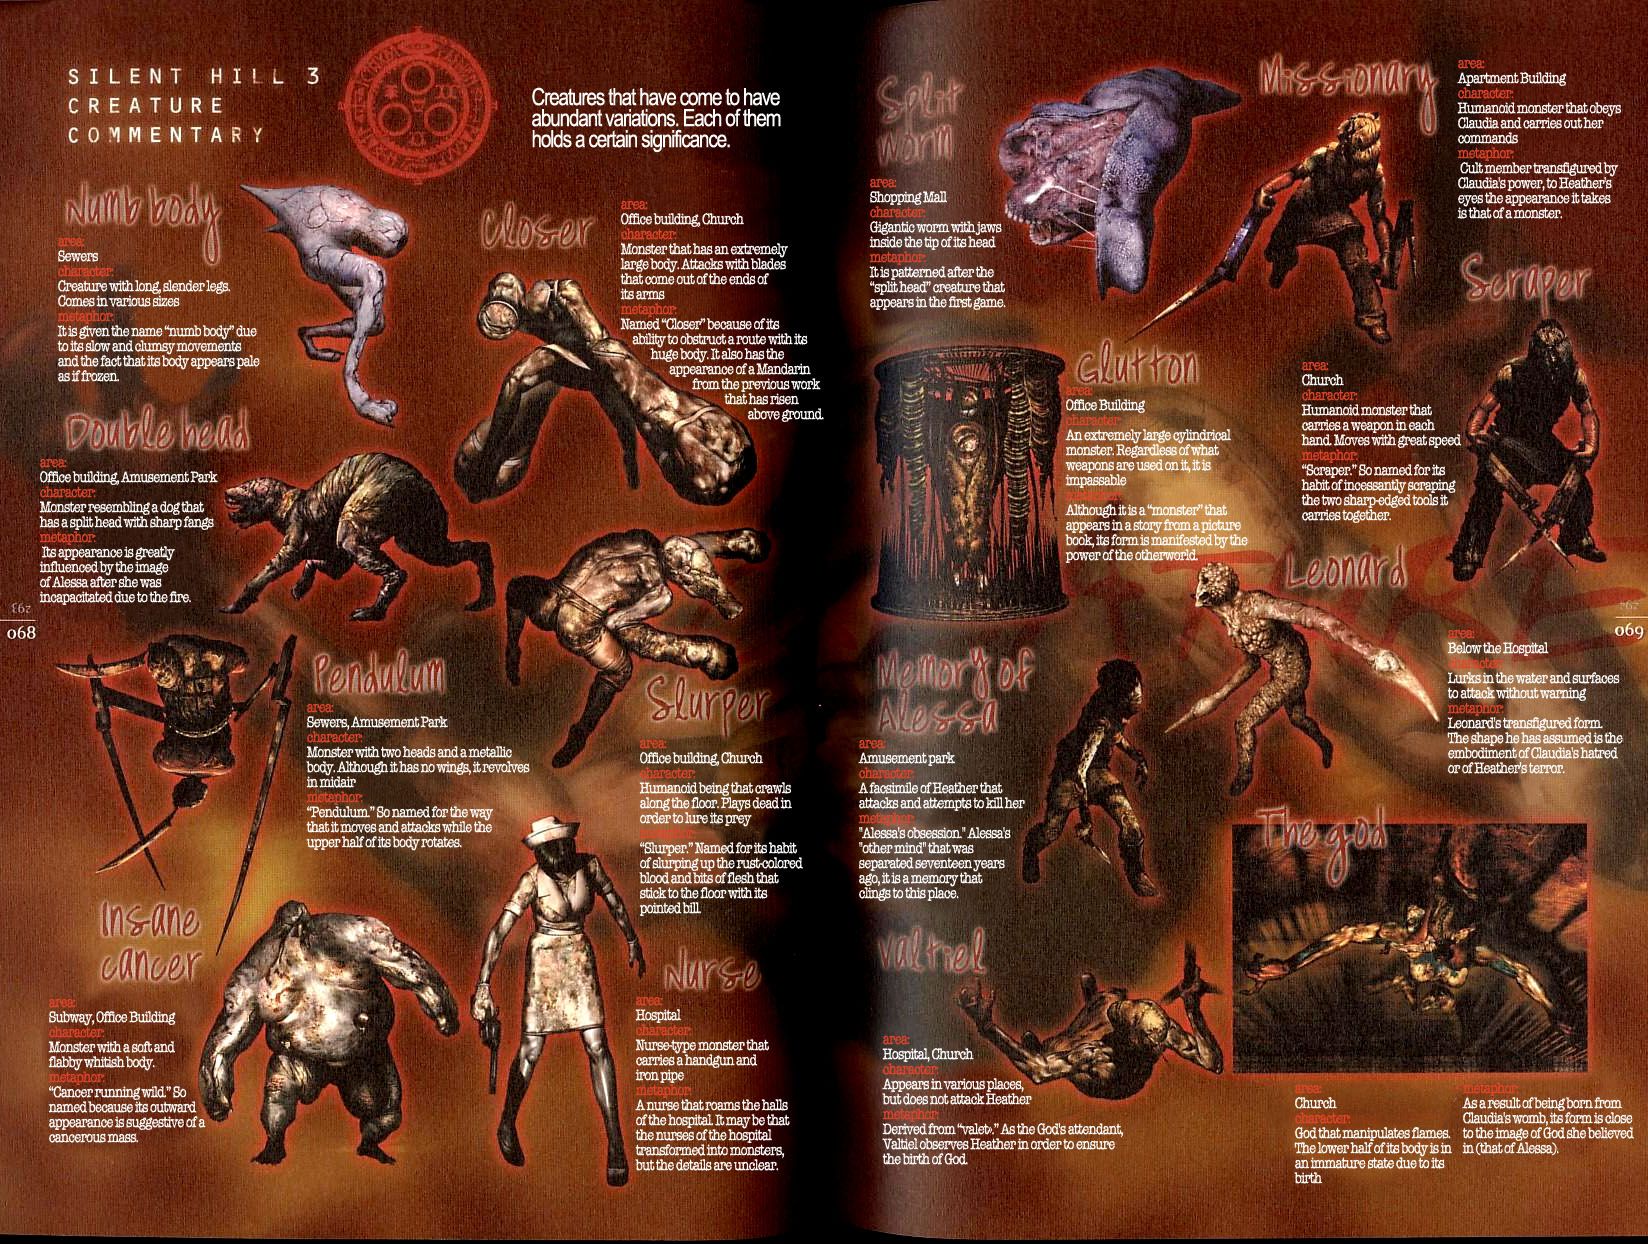 SILENT HILL 3
CREATURE
COMMENTARY
Creatures that have come to have
abundant variations. Each of them
holds a certain significance.
Numb body
area:
Sewers
character:
Creature with long, slender legs.
Comes in various sizes
metaphor:
It is given the name “numb body” due
to its slow and clumsy movements
and the fact that its body appears pale
as if frozen.
Closer
area:
Office building, Church
character:
Monster that has an extremely
large body. Attacks with blades
that come out of the ends of
its arms
metaphor:
Named “Closer” because of its
ability to obstruct a route with its
huge body. It also has the
appearance of a Mandarin
from the previous work
that has risen
above ground.
Double head
area:
Office building, Amusement Park
character:
Monster resembling a dog that
has a split head with sharp fangs
metaphor:
Its appearance is greatly
influenced by the image
of Alessa after she was
incapacitated due to the fire.
068
Pendulum
area:
Sewers, Amusement Park
character:
Monster with two heads and a metallic
body. Although it has no wings, it revolves
in midair
metaphor:
“Pendulum.” So named for the way
that it moves and attacks while the
upper half of its body rotates.
Slurper
area:
Office building, Church
character:
Humanoid being that crawls
along the floor. Plays dead in
order to lure its prey
metaphor:
“Slurper.” Named for its habit
of slurping up the rust-colored
blood and bits of flesh that
stick to the floor with its
pointed bill.
Insane
cancer
area:
Subway, Office Building
character:
Monster with a soft and
flabby whitish body.
metaphor:
“Cancer running wild.” So
named because its outward
appearance is suggestive of a
cancerous mass.
Nurse
area:
Hospital
character:
Nurse-type monster that
carries a handgun and
iron pipe
metaphor:
A nurse that roams the halls
of the hospital. It may be that
the nurses of the hospital
transformed into monsters,
but the details are unclear.
Split
worm
area:
Shopping Mall
character:
Gigantic worm with jaws
inside the tip of its head
metaphor:
It is patterned after the
“split head” creature that
appears in the first game.
Missionary
area:
Apartment Building
character:
Humanoid monster that obeys
Claudia and carries out her
commands
metaphor:
Cult member transfigured by
Claudia's power, to Heather's
eyes the appearance it takes
is that of a monster.
Glutton
area:
Office Building
character:
An extremely large cylindrical
monster. Regardless of what
weapons are used on it, it is
impassable
metaphor:
Although it is a “monster” that
appears in a story from a picture
book, its form is manifested by the
power of the otherworld.
Scraper
area:
Church
character:
Humanoid monster that
carries a weapon in each
hand. Moves with great speed
metaphor:
“Scraper.” So named for its
habit of incessantly scraping
the two sharp-edged tools it
carries together.
Leonard
area:
Below the Hospital
character:
Lurks in the water and surfaces
to attack without warning
metaphor:
Leonard's transfigured form.
The shape he has assumed is the
embodiment of Claudia's hatred
or of Heather's terror.
069
Memory of
Alessa
area:
Amusement park
character:
A facsimile of Heather that
attacks and attempts to kill her
metaphor:
"Alessa's obsession." Alessa's
"other mind" that was
separated seventeen years
ago, it is a memory that
clings to this place.
Valtiel
area:
Hospital, Church
character:
Appears in various places,
but does not attack Heather
metaphor:
Derived from “valet>.” As the God's attendant,
Valtiel observes Heather in order to ensure
the birth of God.
The god
area:
Church
character:
God that manipulates flames.
The lower half of its body is in
an immature state due to its
birth
metaphor:
As a result of being born from
Claudia's womb, its form is close
to the image of God she believed
in (that of Alessa).